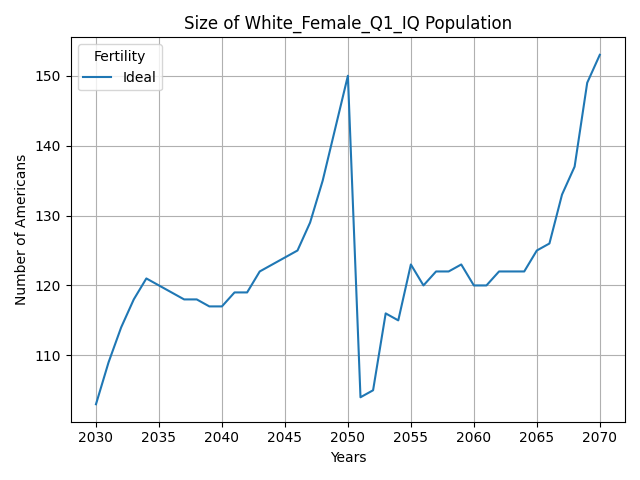 Size of White_Female_Q1_IQ Population
Fertility
Ideal
Number of Americans
150
140
130
120
110
2030 2035 2040 2045 2050 2055 2060 2065 2070
Years